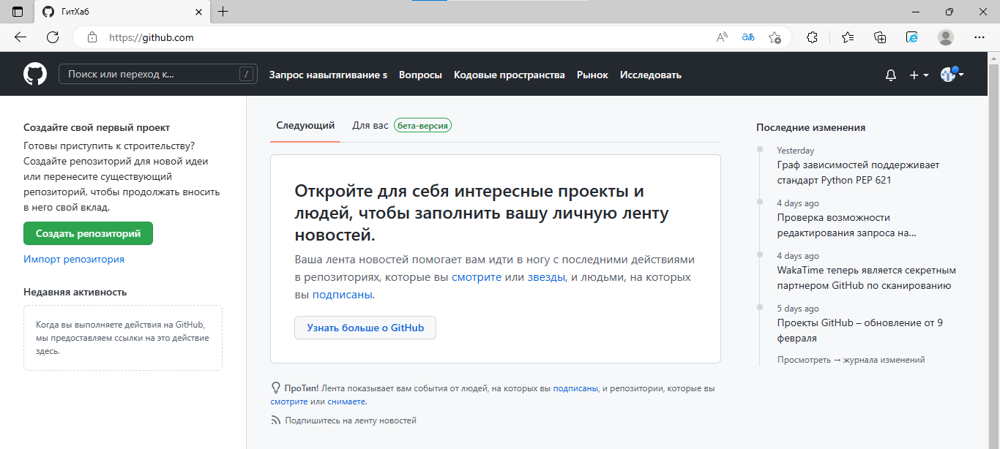 ГитХаб
https://github.com
Поиск или переход к... /
Запрос навытягивание s Вопросы Кодовые пространства Рынок Исследовать
Создайте свой первый проект
Готовы приступить к строительству?
Создайте репозиторий для новой идеи
или перенесите существующий
репозиторий, чтобы продолжать вносить
в него свой вклад.
Создать репозиторий
Импорт репозитория
Недавняя активность
Когда вы выполняете действия на GitHub,
мы предоставляем ссылки на это действие
здесь.
Следующий Для вас бета-версия
Откройте для себя интересные проекты и
людей, чтобы заполнить вашу личную ленту
новостей.
Ваша лента новостей помогает вам идти в ногу с последними действиями
в репозиториях, которые вы смотрите или звезды, и людьми, на которых
вы подписаны.
Узнать больше о GitHub
ПроТип! Лента показывает вам события от людей, на которых вы подписаны, и репозитории, которые вы
смотрите или снимаете.
Подпишитесь на ленту новостей
Последние изменения
Yesterday
Граф зависимостей поддерживает
стандарт Python PEP 621
4 days ago
Проверка возможности
редактирования запроса на...
4 days ago
WakaTime теперь является секретным
партнером GitHub по сканированию
5 days ago
Проекты GitHub – обновление от 9
февраля
Просмотреть → журнала изменений